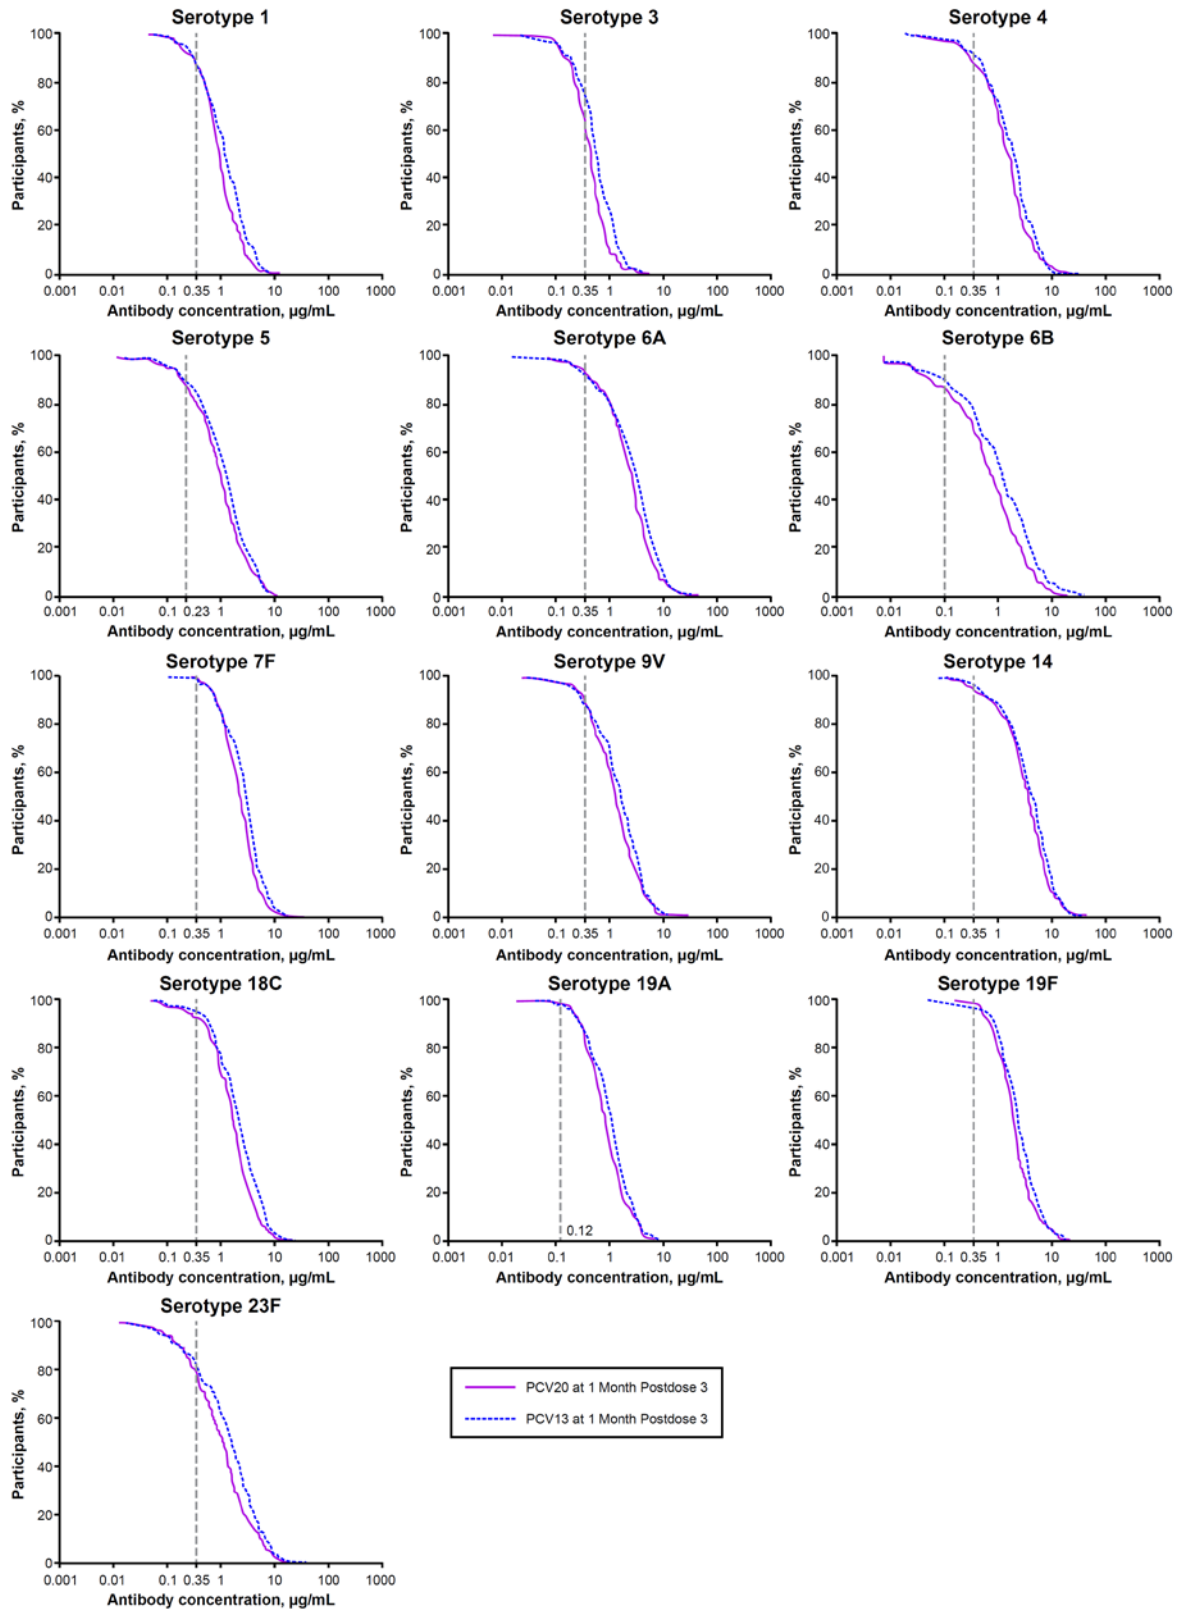 Serotype 1
Participants, %
100
80
60
40
20
0
0.001 0.01 0.1 0.35 1 10 100 1000
Antibody concentration, µg/mL
Serotype 3
Participants, %
100
80
60
40
20
0
0.001 0.01 0.1 0.35 1 10 100 1000
Antibody concentration, µg/mL
Serotype 4
Participants, %
100
80
60
40
20
0
0.001 0.01 0.1 0.35 1 10 100 1000
Antibody concentration, µg/mL
Serotype 5
Participants, %
100
80
60
40
20
0
0.001 0.01 0.1 0.23 1 10 100 1000
Antibody concentration, µg/mL
Serotype 6A
Participants, %
100
80
60
40
20
0
0.001 0.01 0.1 0.35 1 10 100 1000
Antibody concentration, µg/mL
Serotype 6B
Participants, %
100
80
60
40
20
0
0.001 0.01 0.1 1 10 100 1000
Antibody concentration, µg/mL
Serotype 7F
Participants, %
100
80
60
40
20
0
0.001 0.01 0.1 0.35 1 10 100 1000
Antibody concentration, µg/mL
Serotype 9V
Participants, %
100
80
60
40
20
0
0.001 0.01 0.1 0.35 1 10 100 1000
Antibody concentration, µg/mL
Serotype 14
Participants, %
100
80
60
40
20
0
0.001 0.01 0.1 0.35 1 10 100 1000
Antibody concentration, µg/mL
Serotype 18C
Participants, %
100
80
60
40
20
0
0.001 0.01 0.1 0.35 1 10 100 1000
Antibody concentration, µg/mL
Serotype 19A
Participants, %
100
80
60
40
20
0
0.12
0.001 0.01 0.1 1 10 100 1000
Antibody concentration, µg/mL
Serotype 19F
Participants, %
100
80
60
40
20
0
0.001 0.01 0.1 0.35 1 10 100 1000
Antibody concentration, µg/mL
Serotype 23F
Participants, %
100
80
60
40
20
0
0.001 0.01 0.1 0.35 1 10 100 1000
Antibody concentration, µg/mL
PCV20 at 1 Month Postdose 3
PCV13 at 1 Month Postdose 3